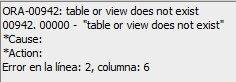 ORA-00942: table or view does not exist
00942. 00000 -  "table or view does not exist"
*Cause:
*Action:
Error en la línea: 2, columna: 6